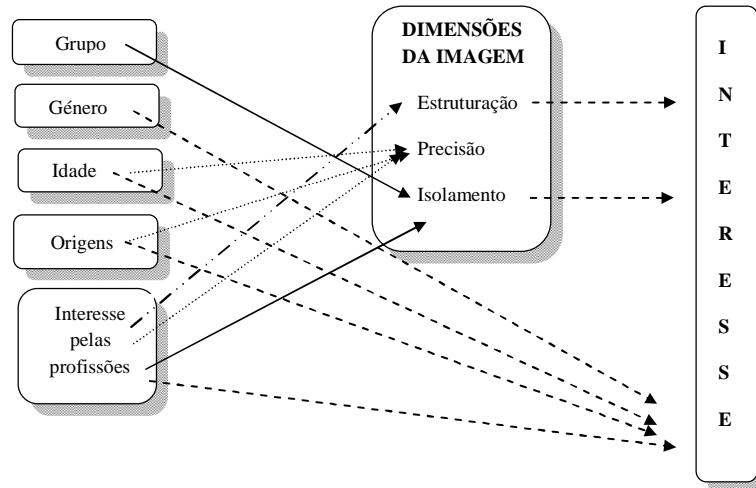 Grupo
Género
Idade
Origens
Interesse
pelas
profissões
DIMENSÕES
DA IMAGEM
Estruturação
Precisão
Isolamento
I
N
T
E
R
E
S
S
E